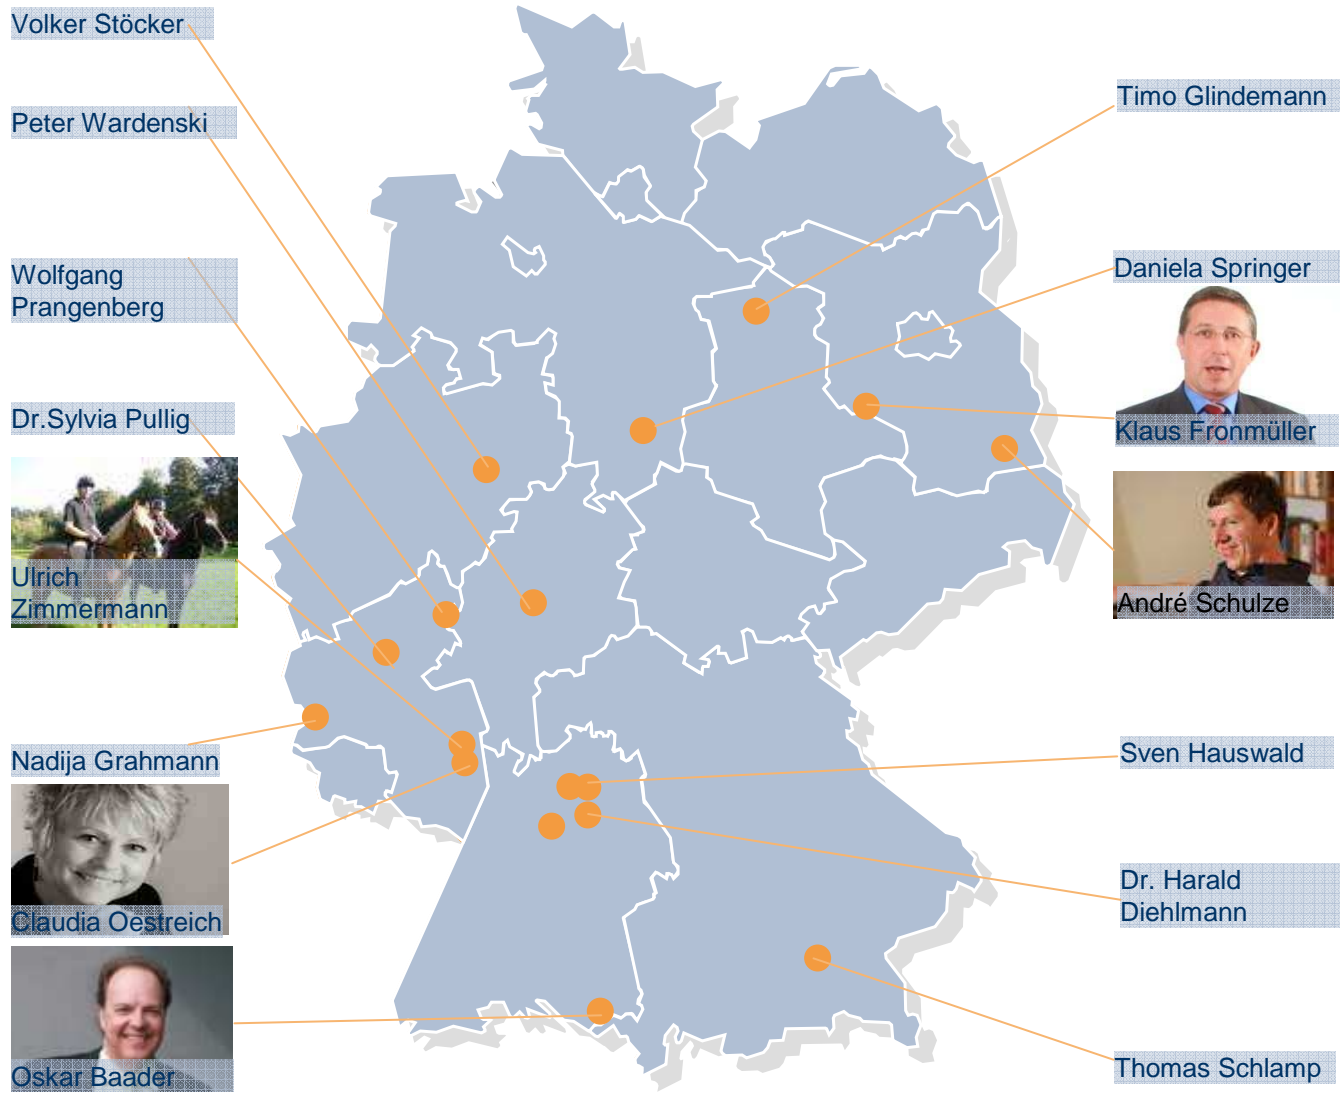 Volker Stöcker
Peter Wardenski
Wolfgang
Prangenberg
Dr.Sylvia Pullig
Ulrich
Zimmermann
Nadija Grahmann
Claudia Oestreich
Oskar Baader
Timo Glindemann
Daniela Springer
Klaus Fronmüller
André Schulze
Sven Hauswald
Dr. Harald
Diehlmann
Thomas Schlamp